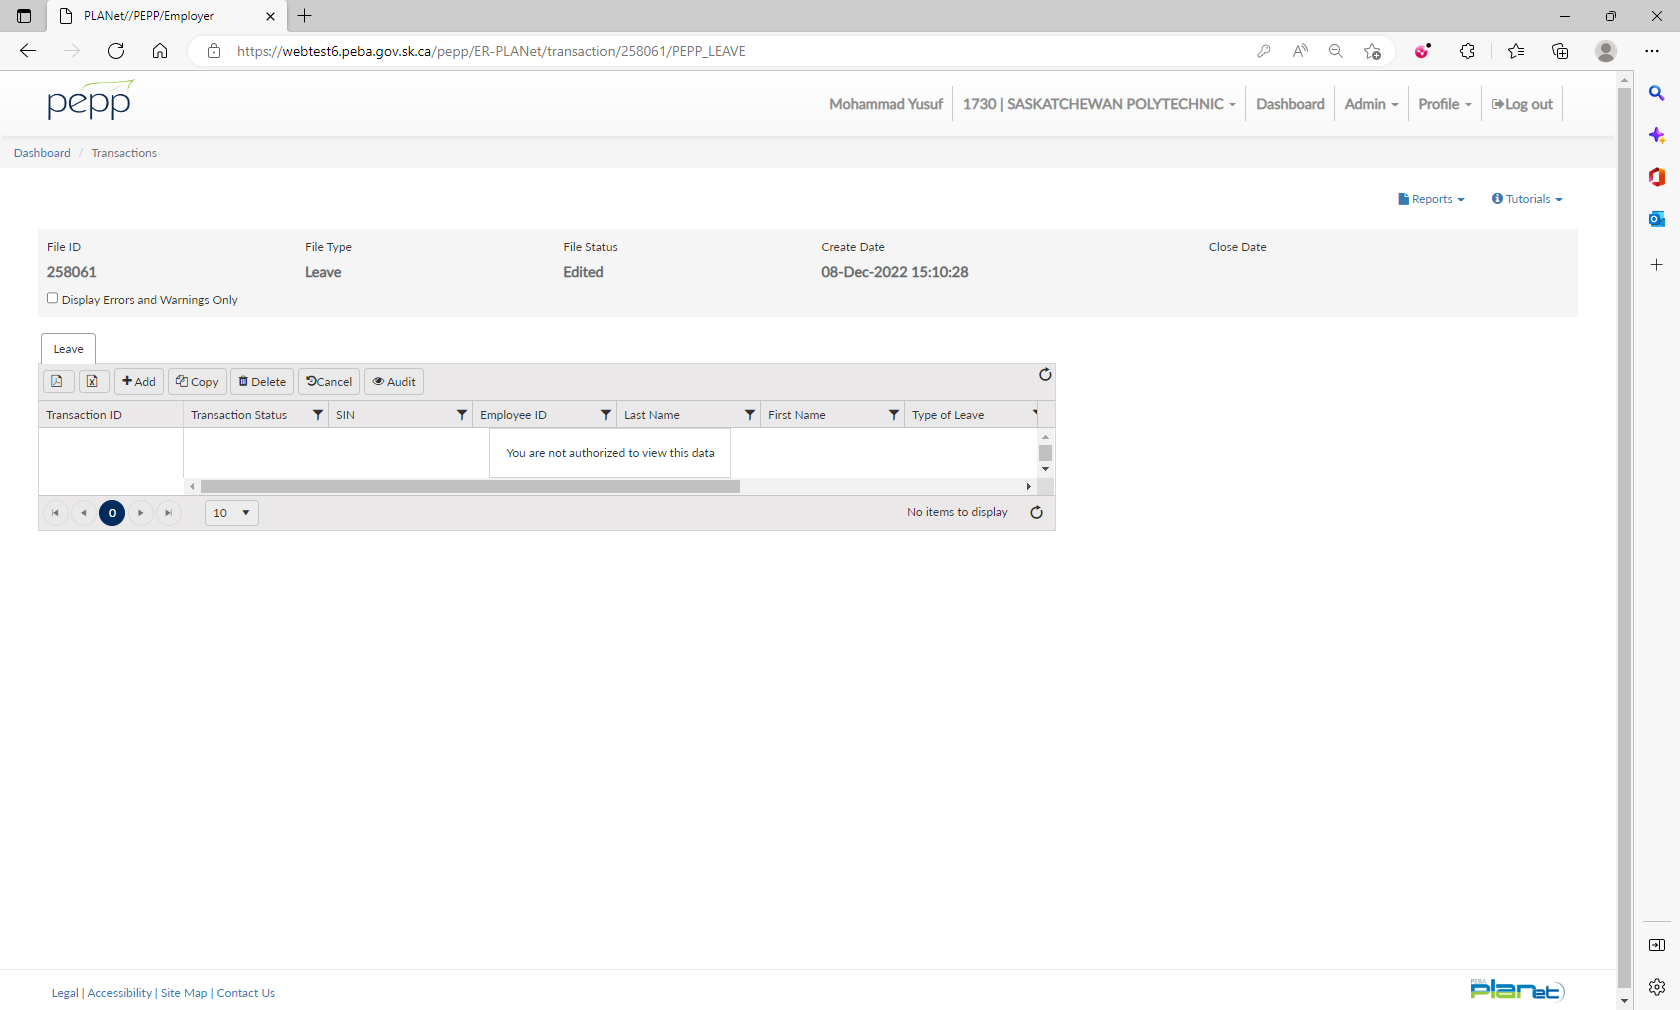 PLANet//PEPP/Employer
https://webtest6.peba.gov.sk.ca/pepp/ER-PLANet/transaction/258061/PEPP_LEAVE
pepp
Mohammad Yusuf
1730 | SASKATCHEWAN POLYTECHNIC
Dashboard
Admin
Profile
Log out
Dashboard / Transactions
Reports
Tutorials
File ID
File Type
File Status
Create Date
Close Date
258061
Leave
Edited
08-Dec-2022 15:10:28
Display Errors and Warnings Only
Leave
Add
Copy
Delete
Cancel
Audit
Transaction ID
Transaction Status
SIN
Employee ID
Last Name
First Name
Type of Leave
You are not authorized to view this data
0
10
No items to display
Legal | Accessibility | Site Map | Contact Us
PEBA
planet